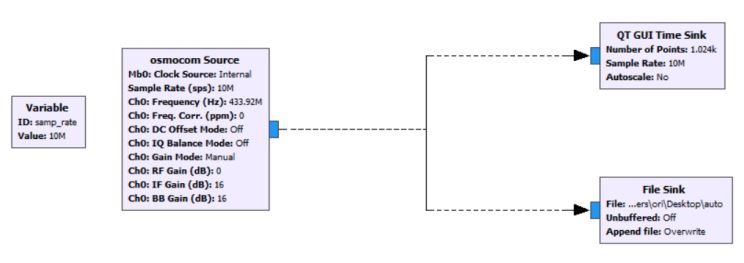 Variable
ID: samp_rate
Value: 10M
osmocom Source
Mb0: Clock Source: Internal
Sample Rate (sps): 10M
Ch0: Frequency (Hz): 433.92M
Ch0: Freq. Corr. (ppm): 0
Ch0: DC Offset Mode: Off
Ch0: IQ Balance Mode: Off
Ch0: Gain Mode: Manual
Ch0: RF Gain (dB): 0
Ch0: IF Gain (dB): 16
Ch0: BB Gain (dB): 16
QT GUI Time Sink
Number of Points: 1.024k
Sample Rate: 10M
Autoscale: No
File Sink
File: ...ers\ori\Desktop\auto
Unbuffered: Off
Append file: Overwrite